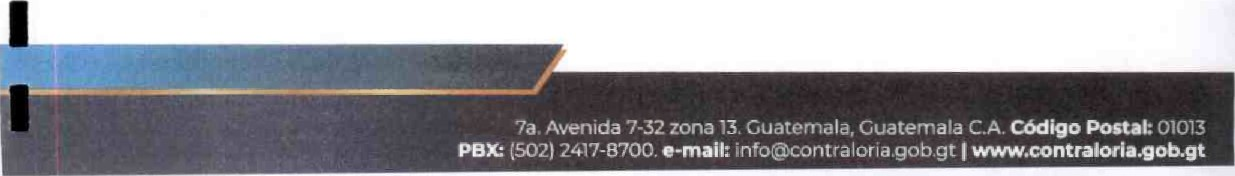 7a. Avenida 7-32 zona 13. Guatemala, Guatemala C.A. Código Postal: 01013
PBX: (502) 2417-8700. e-mail: info@contraloria.gob.gt | www.contraloria.gob.gt